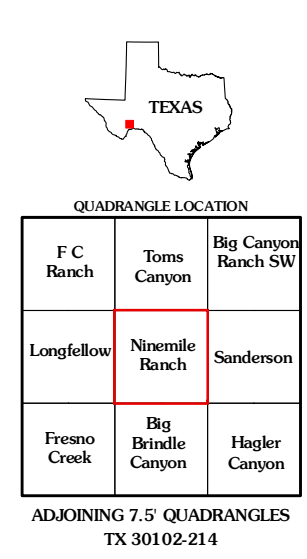 TEXAS
QUADRANGLE LOCATION
F C
Ranch
Toms
Canyon
Big Canyon
Ranch SW
Longfellow
Ninemile
Ranch
Sanderson
Fresno
Creek
Big
Brindle
Canyon
Hagler
Canyon
ADJOINING 7.5' QUADRANGLES
TX 30102-214